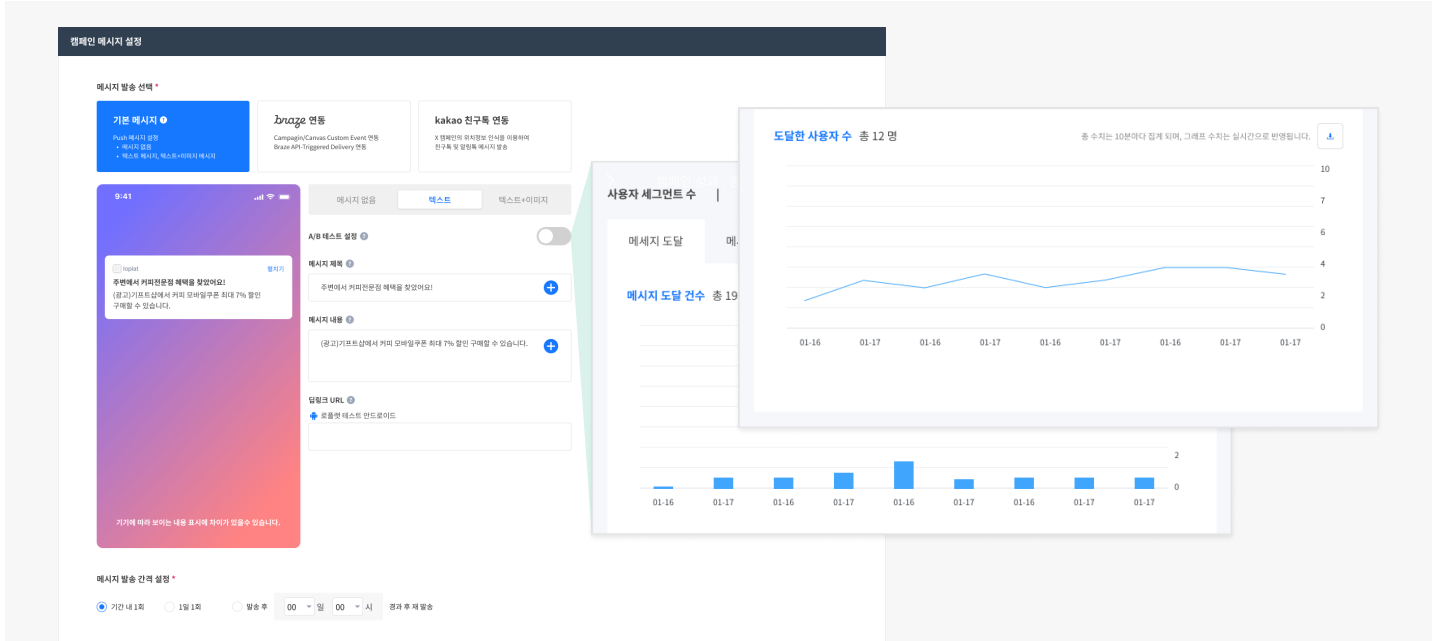 캠페인 메시지 설정
메시지 발송 선택 *
기본 메시지
Push 메시지 설정
• 메시지 없음
• 텍스트 메시지, 텍스트+이미지 메시지
braze 연동
Campagin/Canvas Custom Event 연동
Braze API-Triggered Delivery 연동
kakao 친구톡 연동
X 캠페인의 위치정보 인식을 이용하여
친구톡 및 알림톡 메시지 발송
9:41
loplat
펼치기
주변에서 커피전문점 혜택을 찾았어요!
(광고)기프트샵에서 커피 모바일쿠폰 최대 7% 할인
구매할 수 있습니다.
기기에 따라 보이는 내용 표시에 차이가 있을수 있습니다.
메시지 없음
텍스트
텍스트+이미지
A/B 테스트 설정 ?
메시지 제목 ?
주변에서 커피전문점 혜택을 찾았어요!
메시지 내용 ?
(광고)기프트샵에서 커피 모바일쿠폰 최대 7% 할인 구매할 수 있습니다.
딥링크 URL ?
로플랫 테스트 안드로이드
메시지 발송 간격 설정 *
기간 내 1회
1일 1회
발송 후
00 일 00 시
경과 후 재 발송
사용자 세그먼트 수 |
메세지 도달
메시지 도달 건수 총 19
2
0
01-16 01-17 01-16 01-17 01-16 01-17 01-16 01-17 01-17
도달한 사용자 수 총 12 명
총 수치는 10분마다 집계 되며, 그래프 수치는 실시간으로 반영됩니다.
10
7
6
4
2
0
01-16 01-17 01-16 01-17 01-16 01-17 01-16 01-17 01-17